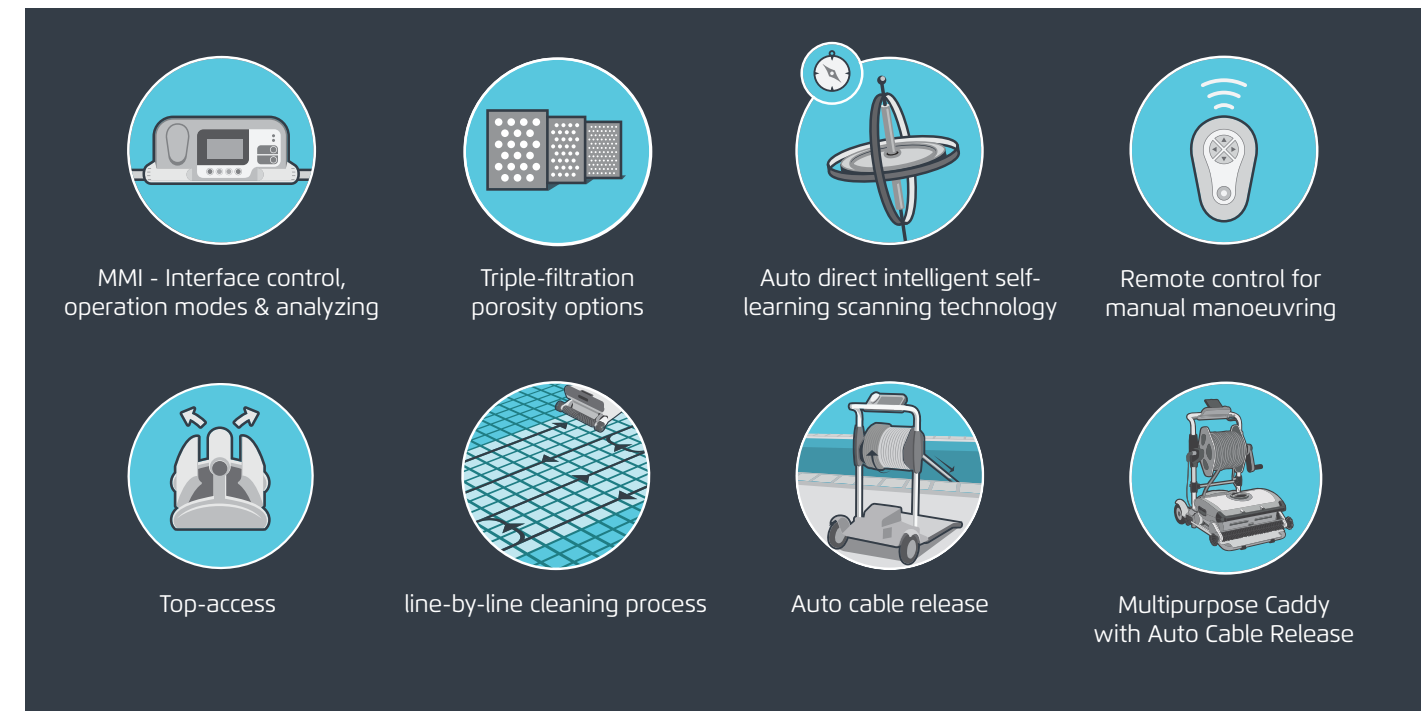 MMI - Interface control,
operation modes & analyzing
Triple-filtration
porosity options
Auto direct intelligent self-
learning scanning technology
Remote control for
manual manoeuvring
Top-access
line-by-line cleaning process
Auto cable release
Multipurpose Caddy
with Auto Cable Release